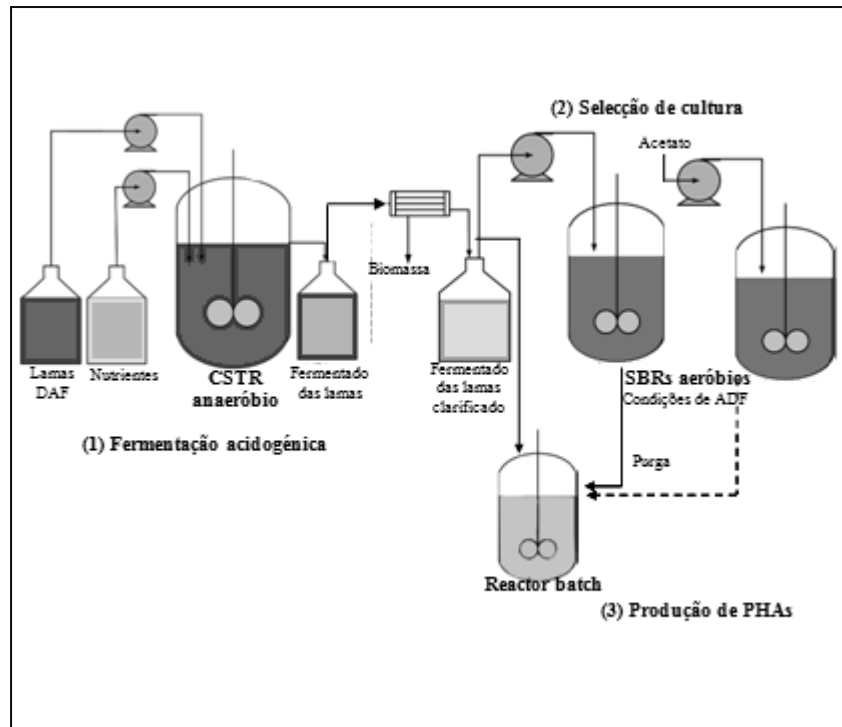 (2) Selecção de cultura
Acetato
Biomassa
Lamas
DAF
Nutrientes
CSTR
anaeróbio
Fermentado
das lamas
Fermentado
das lamas
clarificado
SBRs aeróbios
Condições de ADF
(1) Fermentação acidogénica
Purga
Reactor batch
(3) Produção de PHAs